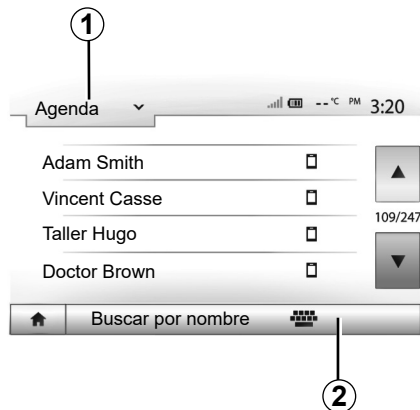 1
Agenda --°C PM 3:20
Adam Smith
Vincent Casse
109/247
Taller Hugo
Doctor Brown
Buscar por nombre
2